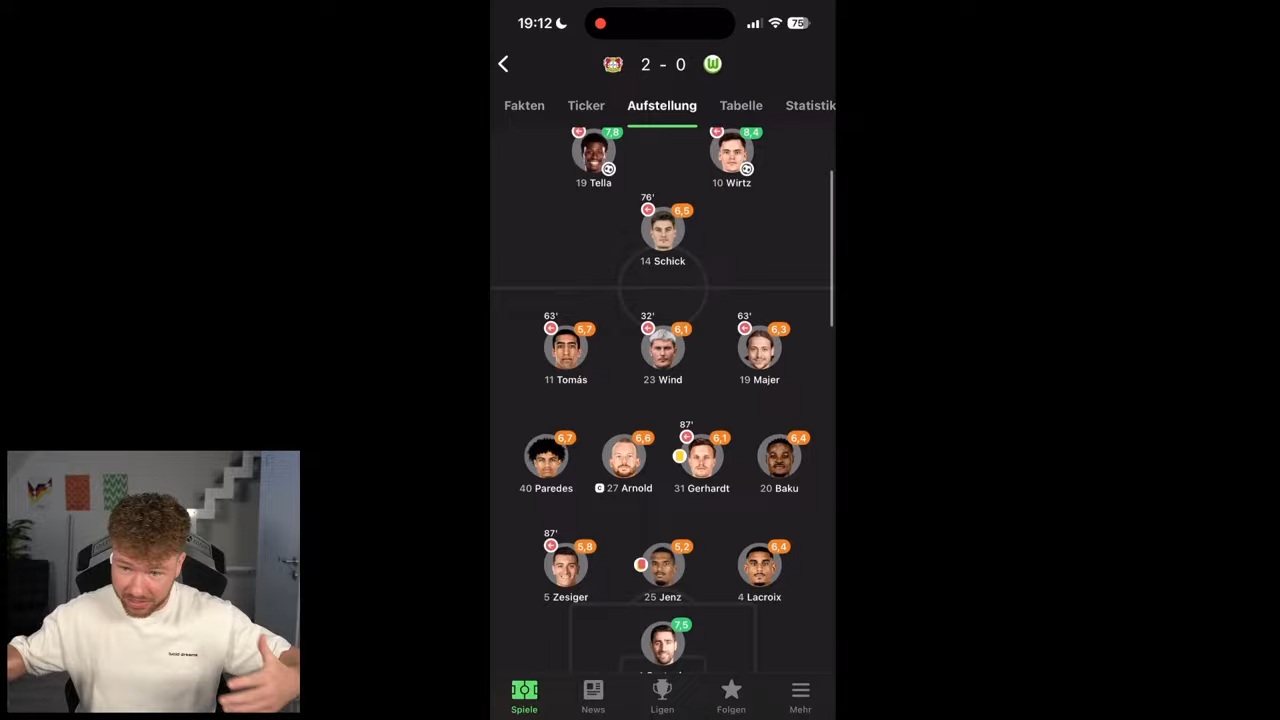 19:12
75
2 - 0
Fakten
Ticker
Aufstellung
Tabelle
Statistik
7,8
8,4
19 Tella
10 Wirtz
76'
6,5
14 Schick
63'
5,7
32'
6,1
63'
6,3
11 Tomás
23 Wind
19 Majer
6,7
6,6
87'
6,1
6,4
40 Paredes
C 27 Arnold
31 Gerhardt
20 Baku
87'
5,8
5,2
6,4
5 Zesiger
25 Jenz
4 Lacroix
7,5
lucid dreams
Spiele
News
Ligen
Folgen
Mehr